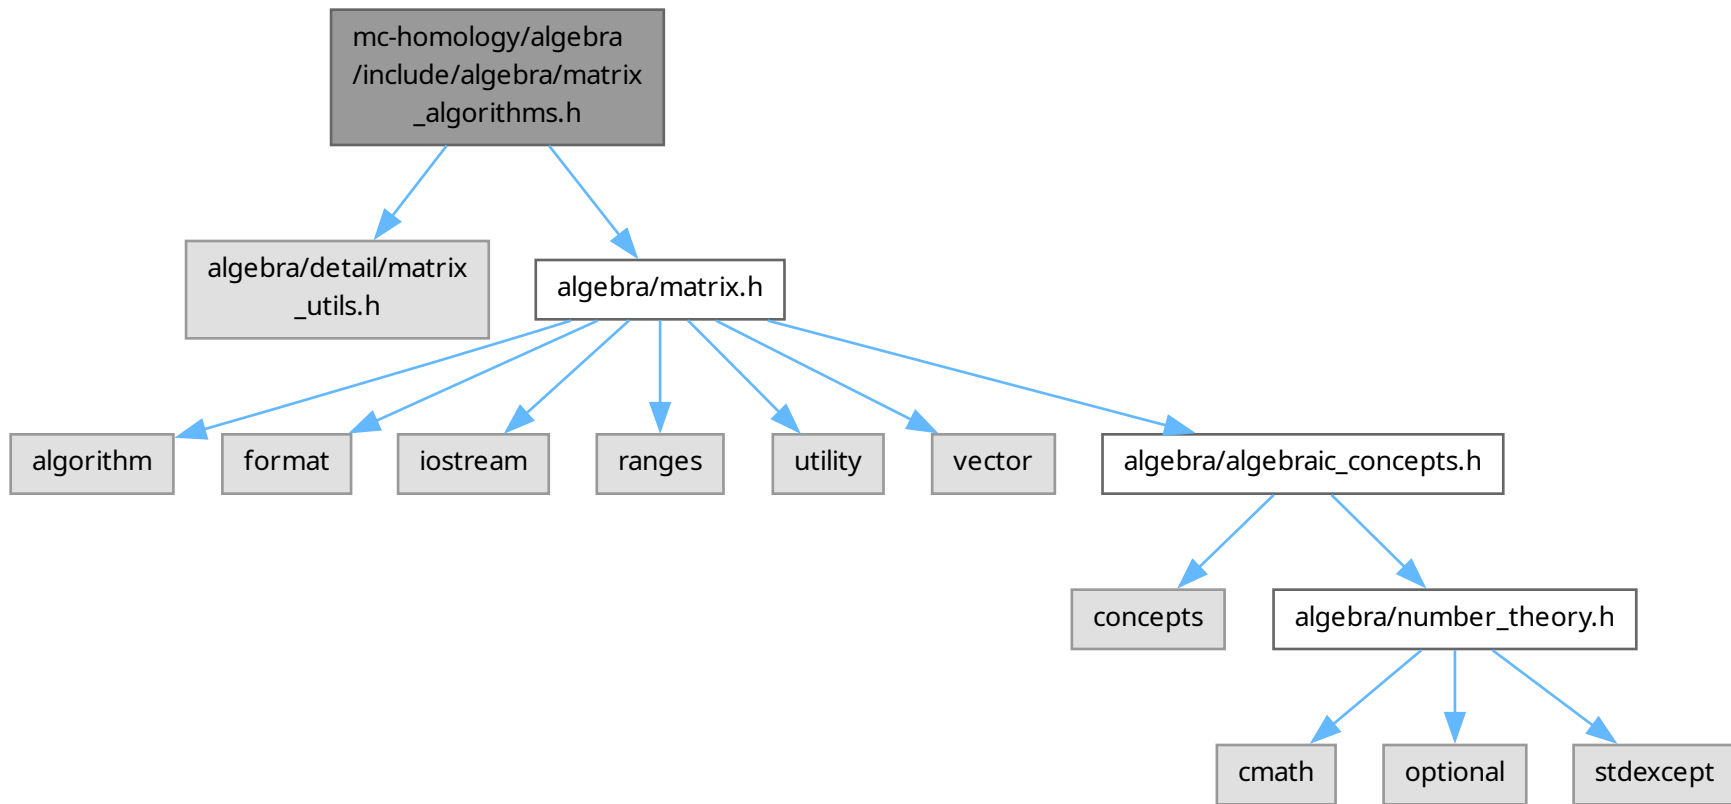 mc-homology/algebra
/include/algebra/matrix
_algorithms.h
algebra/detail/matrix
_utils.h
algebra/matrix.h
algorithm
format
iostream
ranges
utility
vector
algebra/algebraic_concepts.h
concepts
algebra/number_theory.h
cmath
optional
stdexcept